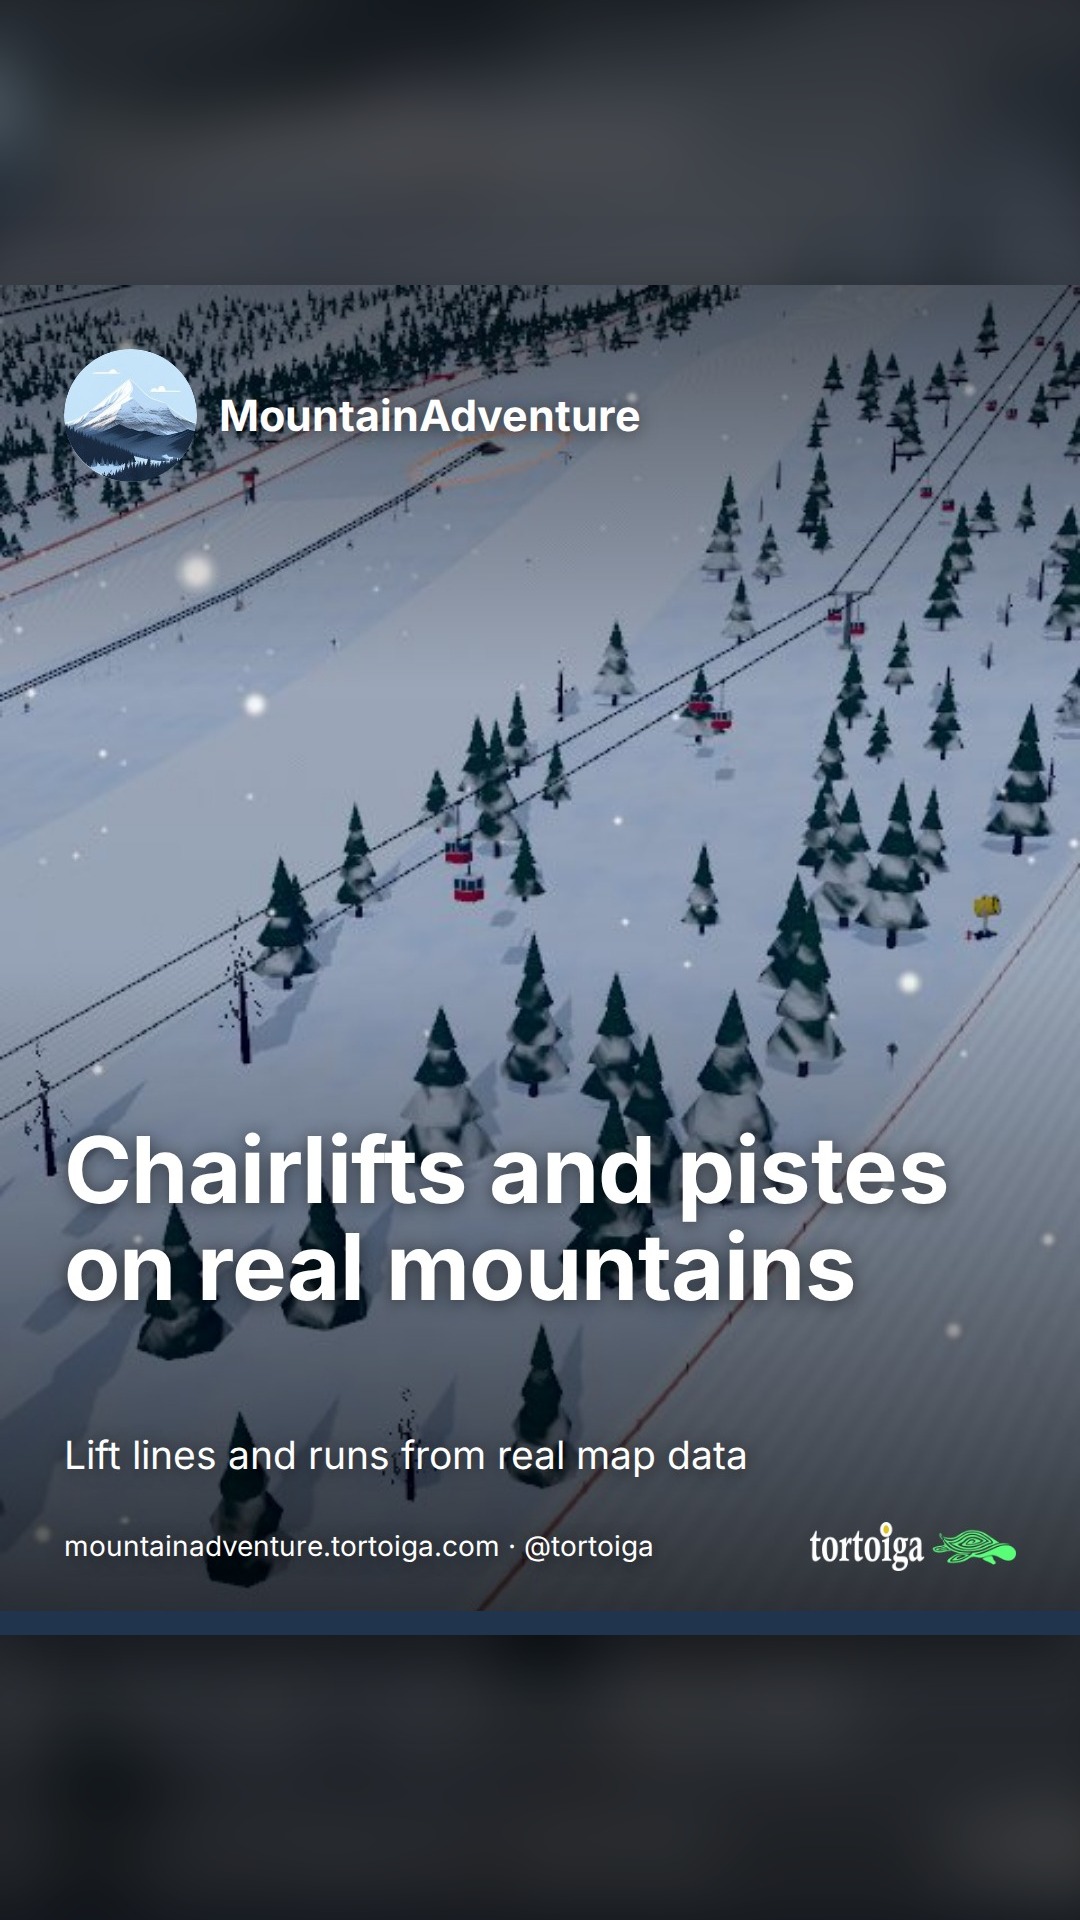 MountainAdventure
Chairlifts and pistes
on real mountains
Lift lines and runs from real map data
mountainadventure.tortoiga.com · @tortoiga
tortoiga